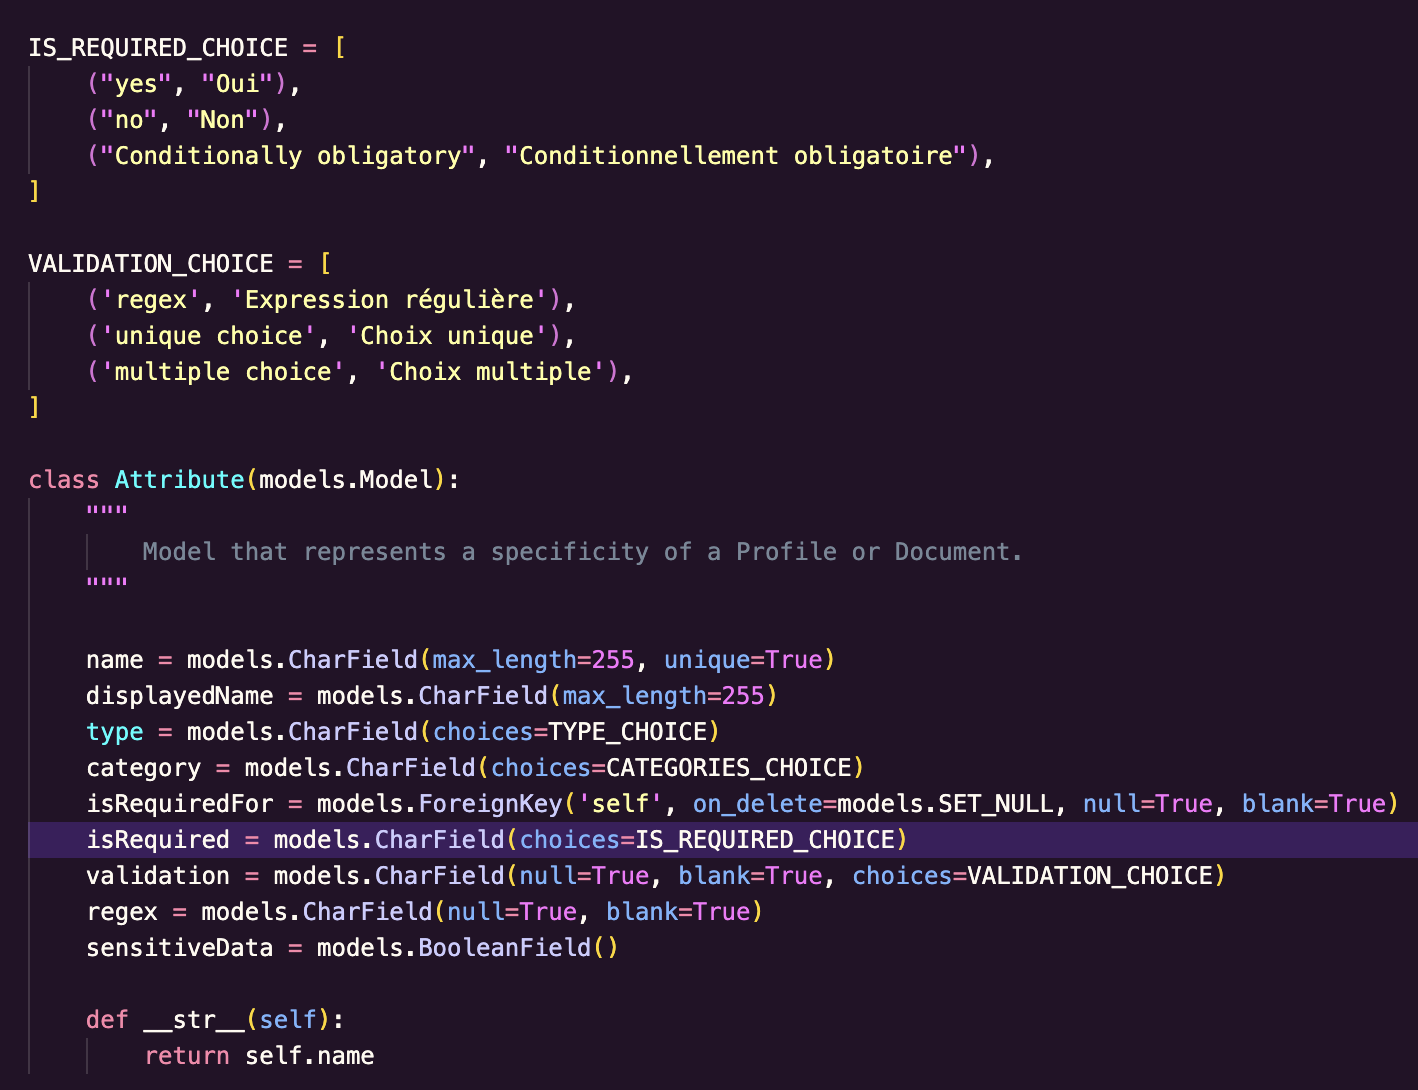 IS_REQUIRED_CHOICE = [
    ("yes", "Oui"),
    ("no", "Non"),
    ("Conditionally obligatory", "Conditionnellement obligatoire"),
]

VALIDATION_CHOICE = [
    ('regex', 'Expression régulière'),
    ('unique choice', 'Choix unique'),
    ('multiple choice', 'Choix multiple'),
]

class Attribute(models.Model):
    """
        Model that represents a specificity of a Profile or Document.
    """

    name = models.CharField(max_length=255, unique=True)
    displayedName = models.CharField(max_length=255)
    type = models.CharField(choices=TYPE_CHOICE)
    category = models.CharField(choices=CATEGORIES_CHOICE)
    isRequiredFor = models.ForeignKey('self', on_delete=models.SET_NULL, null=True, blank=True)
    isRequired = models.CharField(choices=IS_REQUIRED_CHOICE)
    validation = models.CharField(null=True, blank=True, choices=VALIDATION_CHOICE)
    regex = models.CharField(null=True, blank=True)
    sensitiveData = models.BooleanField()

    def __str__(self):
        return self.name